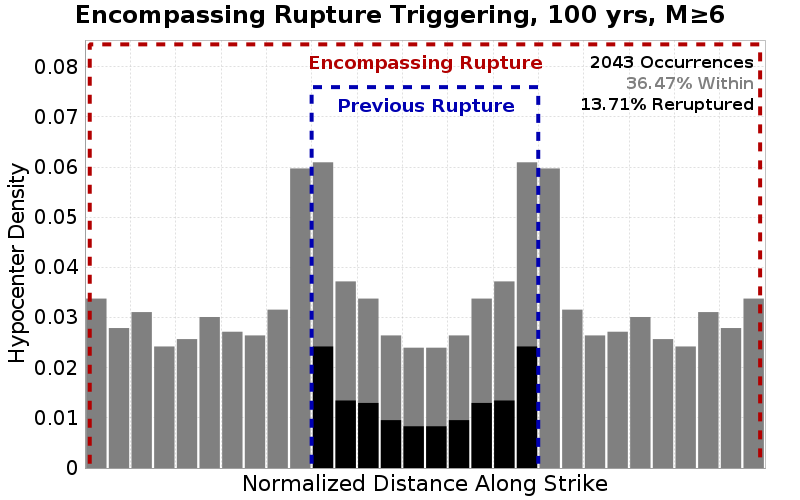 Encompassing Rupture Triggering, 100 yrs, M≥6
Encompassing Rupture
Previous Rupture
2043 Occurrences
36.47% Within
13.71% Reruptured
Hypocenter Density
0.08
0.07
0.06
0.05
0.04
0.03
0.02
0.01
0
Normalized Distance Along Strike